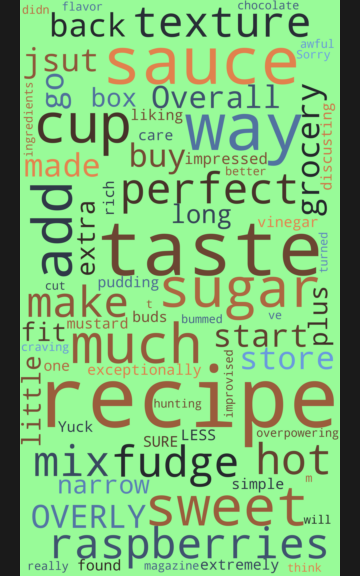 didn flavor chocolate
back texture
awful
Sorry
jsut sauce
go box Overall
ingredients cup liking way grocery
care
buy impressed
made better disgusting
add rich perfect
long
extra vinegar
taste
turned
cut pudding sugar
make t buds bummed ve plus
fit mustard much start
craving store
little one exceptionally
recipe improvised
hunting
Yuck SURE LESS overpowering
mix fudge hot
narrow simple m
OVERLY sweet will
raspberries
really found magazine extremely think